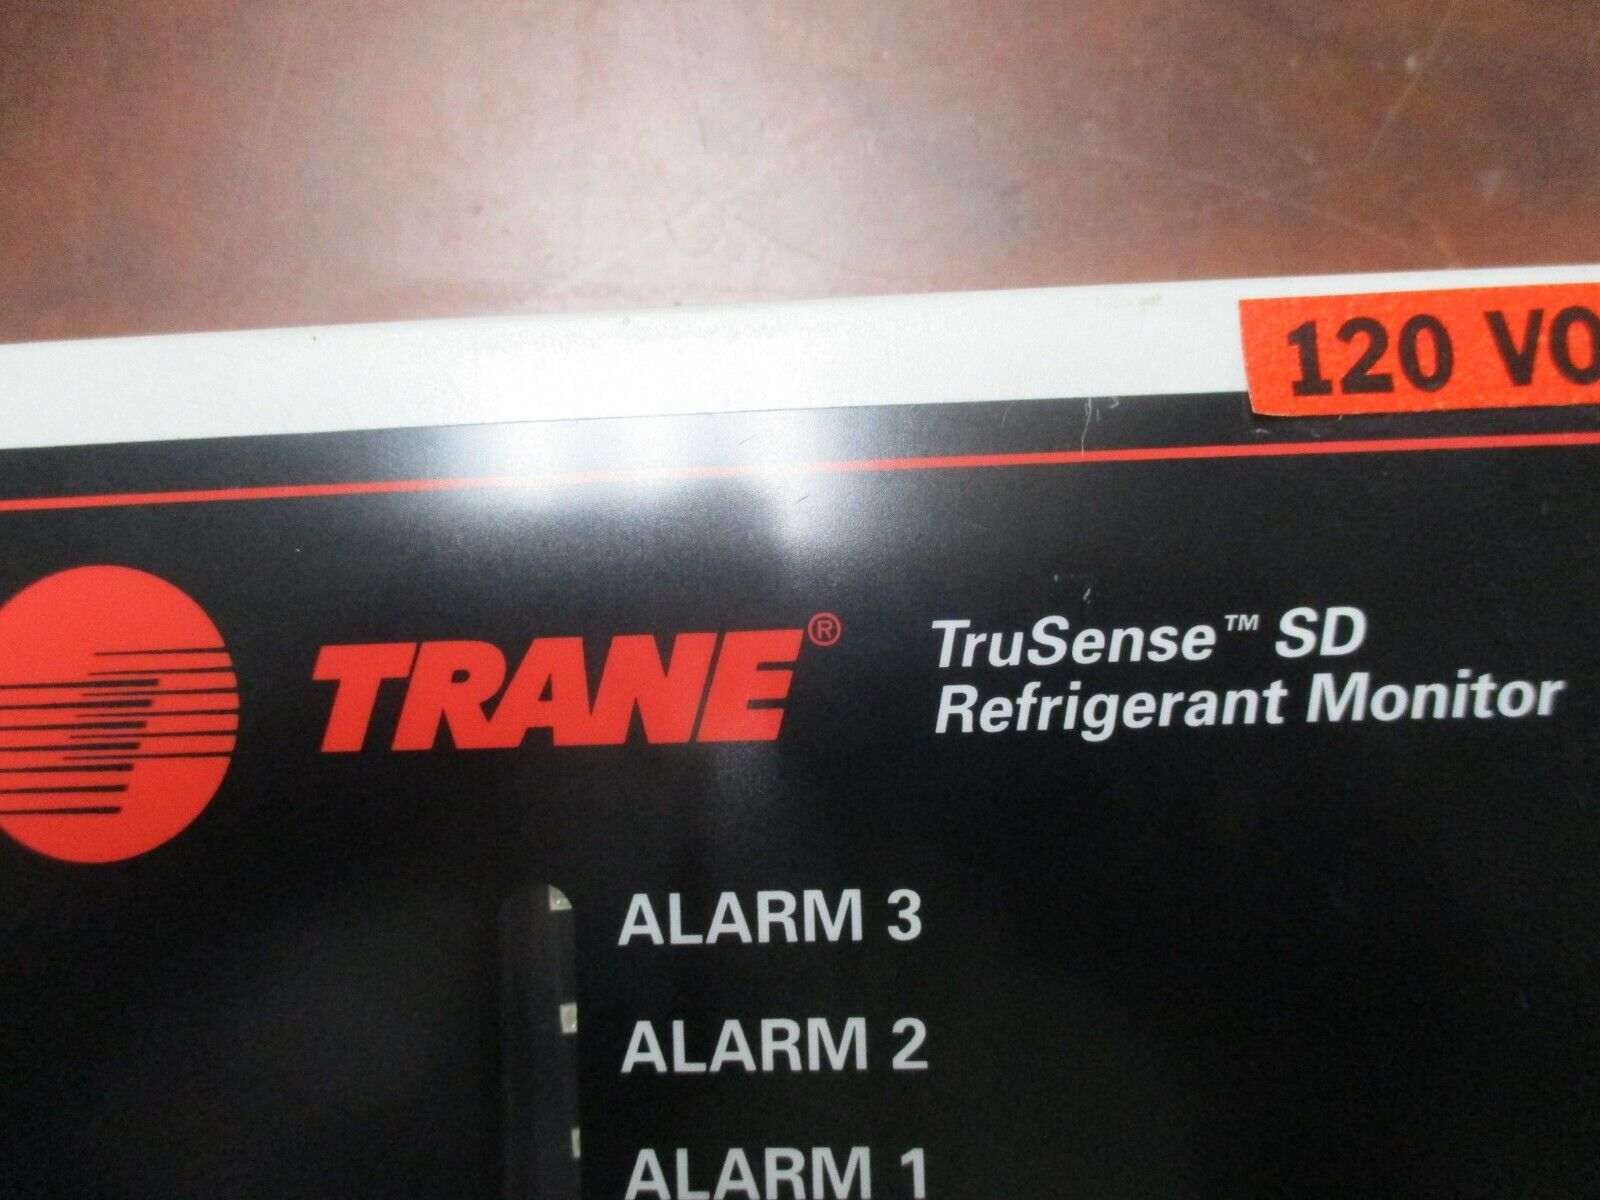 120 VO
TRANE®
TruSense™ SD
Refrigerant Monitor
ALARM 3
ALARM 2
ALARM 1